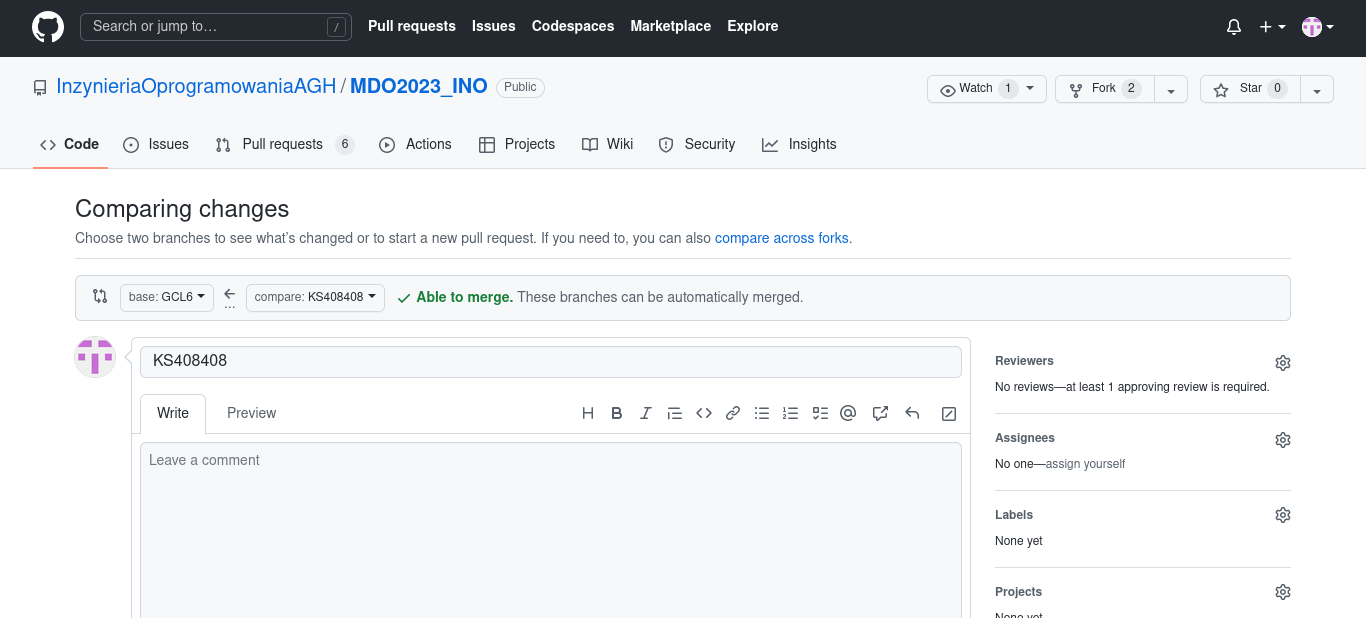 Search or jump to… /
Pull requests Issues Codespaces Marketplace Explore
InzynieriaOprogramowaniaAGH / MDO2023_INO Public
Watch 1 Fork 2 Star 0
Code Issues Pull requests 6 Actions Projects Wiki Security Insights
Comparing changes
Choose two branches to see what's changed or to start a new pull request. If you need to, you can also compare across forks.
base: GCL6 ... compare: KS408408 Able to merge. These branches can be automatically merged.
KS408408
Write Preview
Leave a comment
Reviewers
No reviews—at least 1 approving review is required.
Assignees
No one—assign yourself
Labels
None yet
Projects
None yet